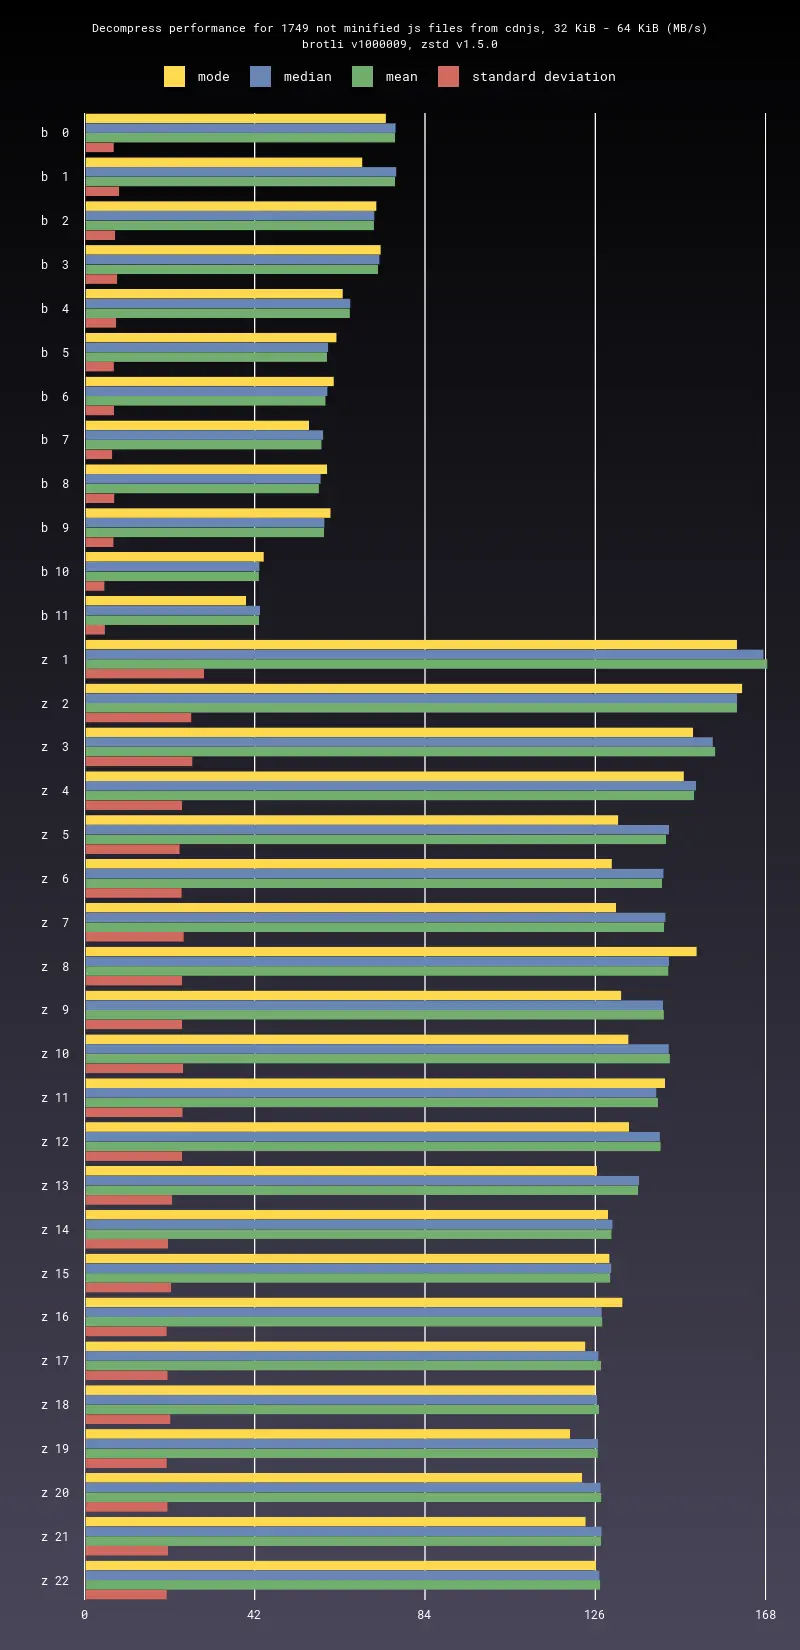 Decompress performance for 1749 not minified js files from cdnjs, 32 KiB - 64 KiB (MB/s)
brotli v1000009, zstd v1.5.0
mode median mean standard deviation
b 0
b 1
b 2
b 3
b 4
b 5
b 6
b 7
b 8
b 9
b 10
b 11
z 1
z 2
z 3
z 4
z 5
z 6
z 7
z 8
z 9
z 10
z 11
z 12
z 13
z 14
z 15
z 16
z 17
z 18
z 19
z 20
z 21
z 22
0 42 84 126 168